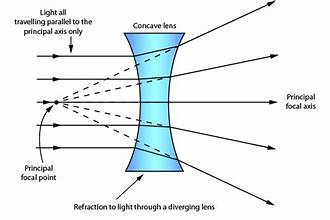 Light all
travelling parallel to the
principal axis only
Concave lens
Principal
focal axis
Principal
focal point
Refraction to light through a diverging lens